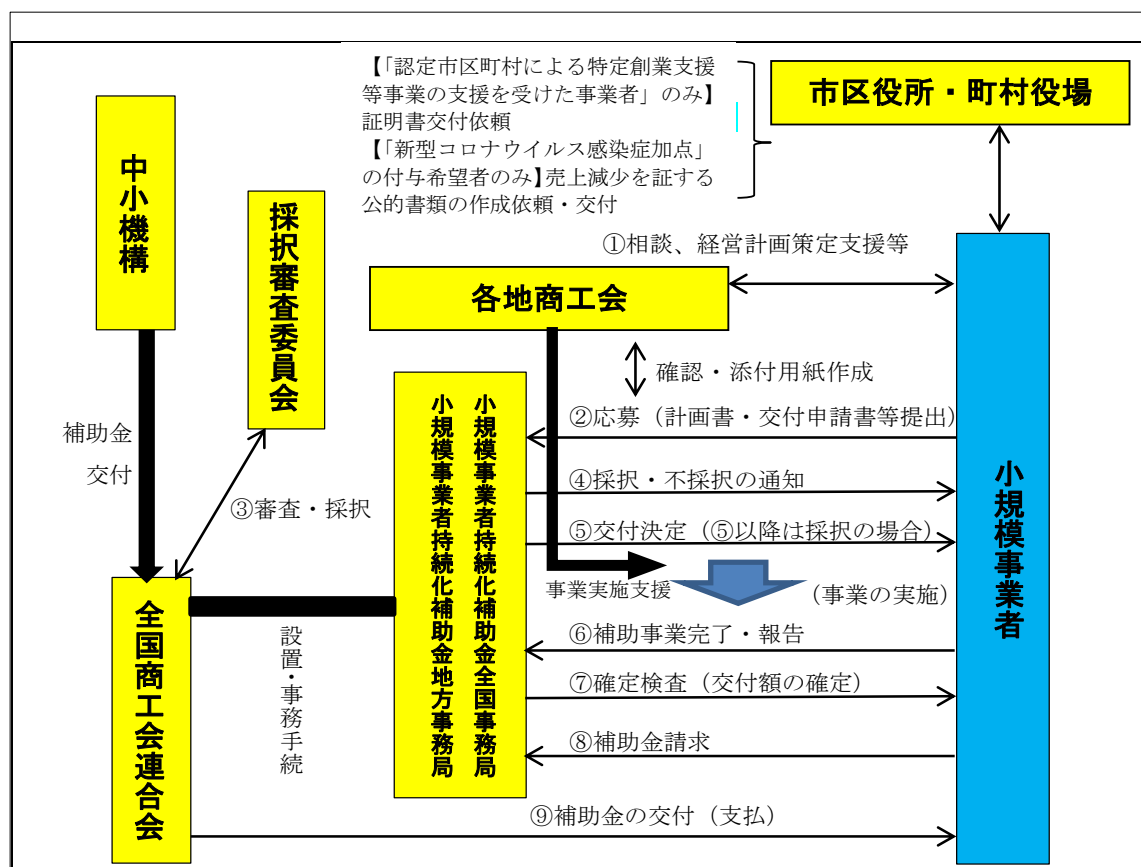 【「認定市区町村による特定創業支援
等事業の支援を受けた事業者」のみ】
証明書交付依頼
【「新型コロナウイルス感染症加点」
の付与希望者のみ】売上減少を証する
公的書類の作成依頼・交付
市区役所・町村役場
中小機構
採択審査委員会
①相談、経営計画策定支援等
各地商工会
確認・添付用紙作成
小規模事業者持続化補助金全国事務局
小規模事業者持続化補助金地方事務局
②応募（計画書・交付申請書等提出）
補助金
交付
③審査・採択
④採択・不採択の通知
⑤交付決定（⑤以降は採択の場合）
小規模事業者
事業実施支援
（事業の実施）
全国商工会連合会
設置・事務手続
⑥補助事業完了・報告
⑦確定検査（交付額の確定）
⑧補助金請求
⑨補助金の交付（支払）